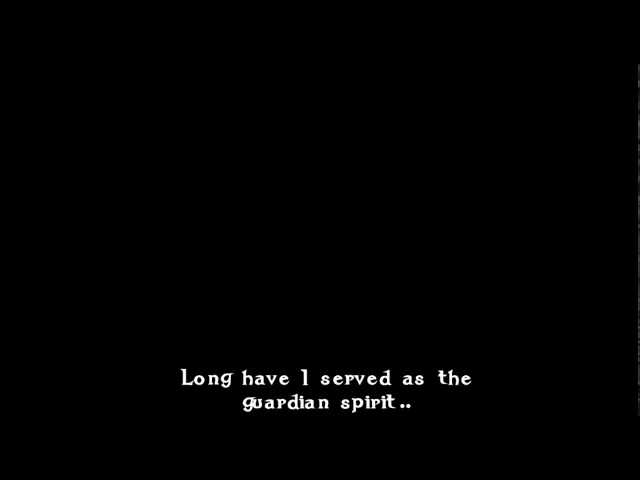 Long have I served as the
guardian spirit..